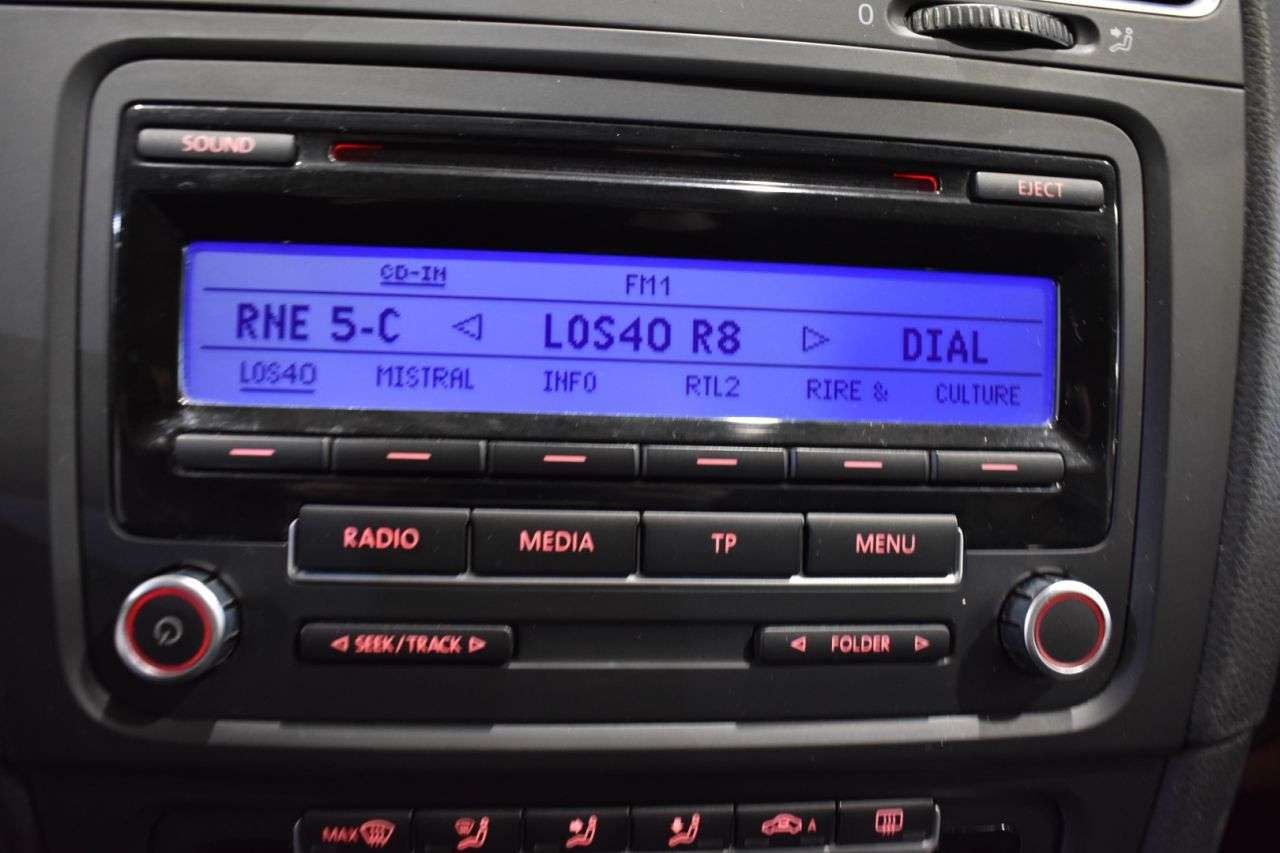 0
SOUND
EJECT
CD-IN FM1
RNE 5-C LOS40 R8 DIAL
LOS40 MISTRAL INFO RTL2 RIRE & CULTURE
RADIO MEDIA TP MENU
SEEK/TRACK FOLDER
MAX A